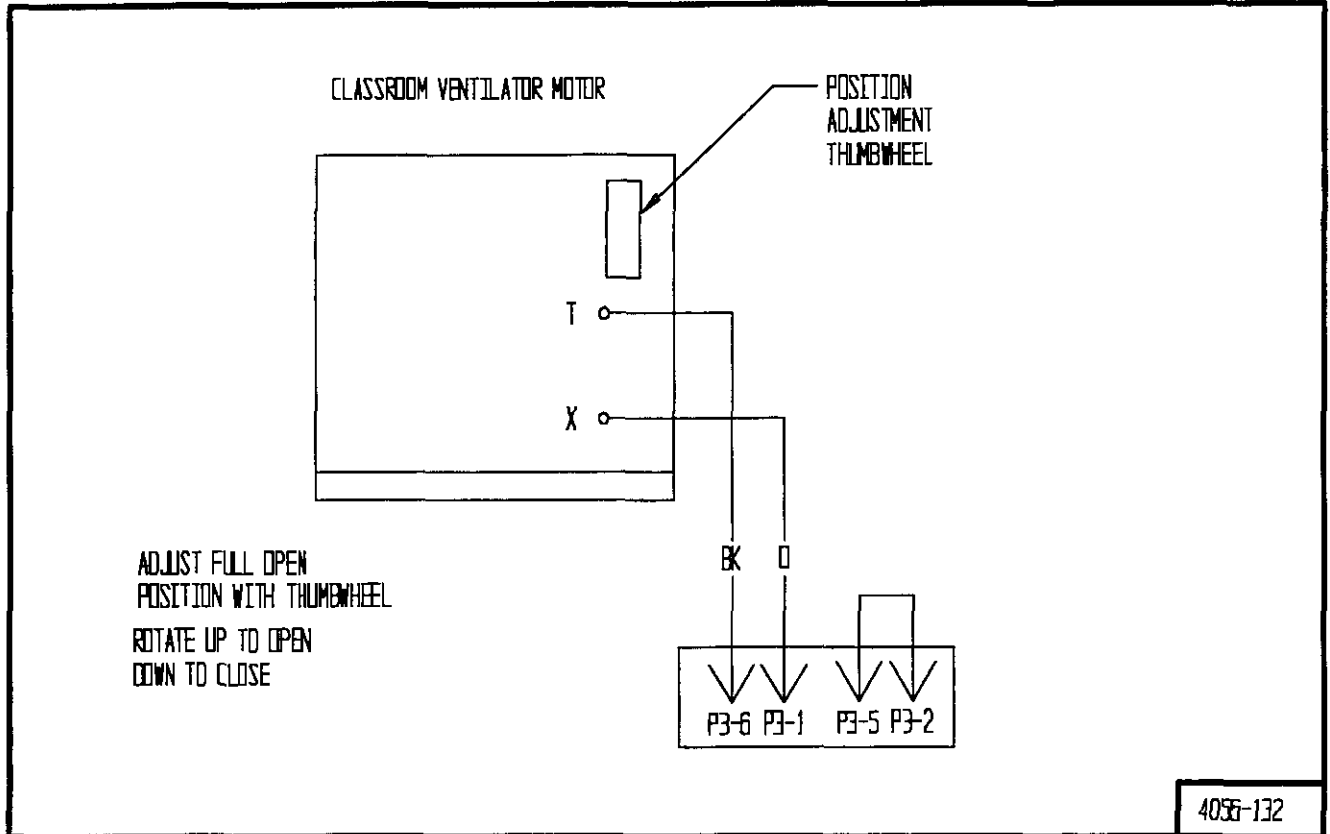 CLASSROOM VENTILATOR MOTOR
POSITION
ADJUSTMENT
THUMBWHEEL
T
X
BK O
ADJUST FULL OPEN
POSITION WITH THUMBWHEEL
ROTATE UP TO OPEN
DOWN TO CLOSE
P3-6 P3-1 P3-5 P3-2
4056-132